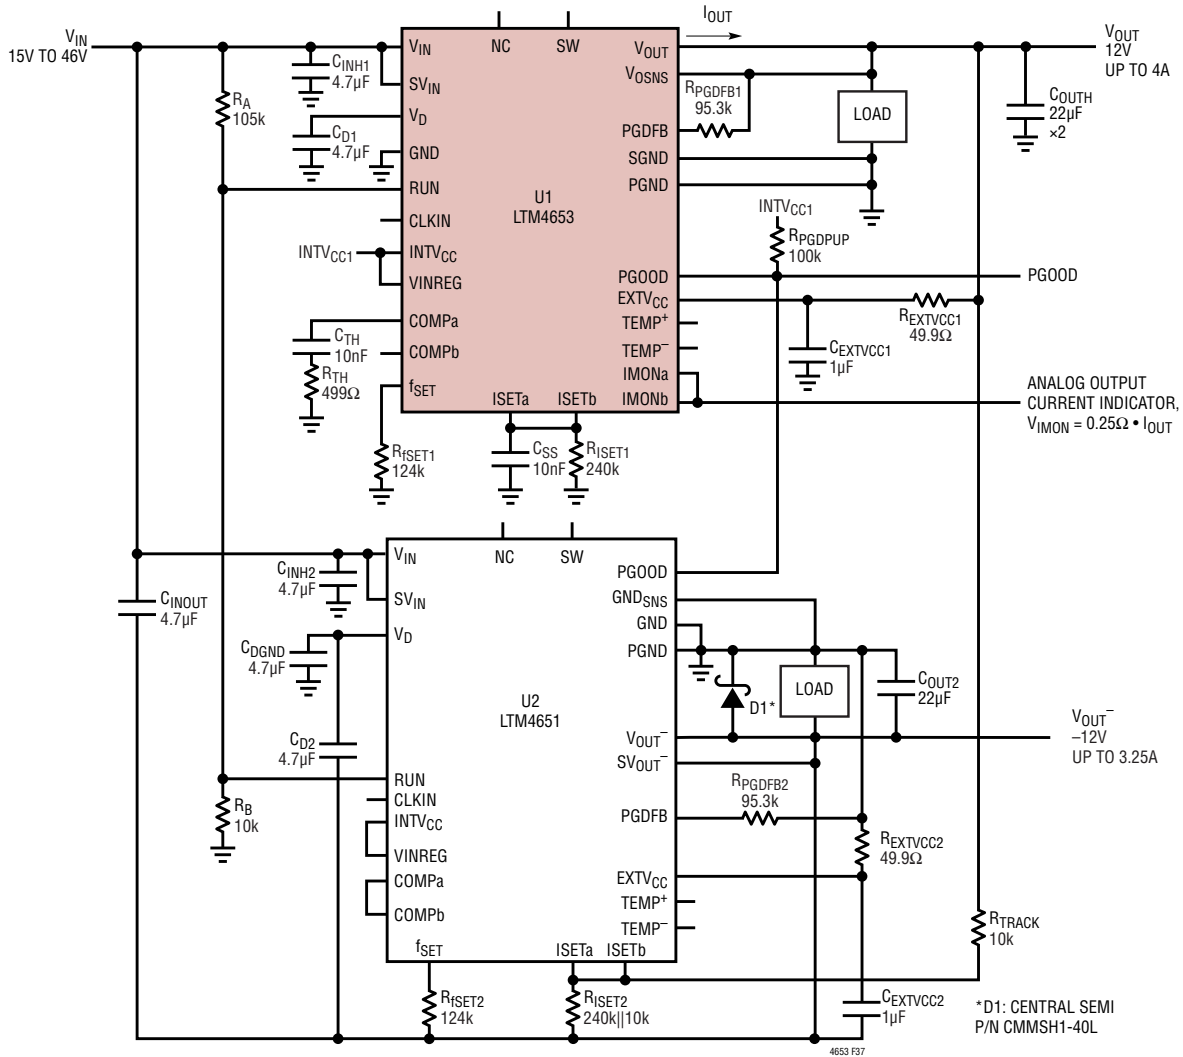 VIN
15V TO 46V
CINH1
4.7µF
RA
105k
CD1
4.7µF
INTVCC1
CTH
10nF
RTH
499Ω
RfSET1
124k
NC
SW
VIN
SVIN
VD
GND
RUN
CLKIN
INTVCC
VINREG
COMPa
COMPb
fSET
ISETa
ISETb
U1
LTM4653
VOUT
VOSNS
PGDFB
SGND
PGND
PGOOD
EXTVCC
TEMP+
TEMP–
IMONa
IMONb
CSS
10nF
RISET1
240k
IOUT
RPGDFB1
95.3k
LOAD
VOUT
12V
UP TO 4A
COUTH
22µF
×2
INTVCC1
RPGDPUP
100k
PGOOD
REXTVCC1
49.9Ω
CEXTVCC1
1µF
ANALOG OUTPUT
CURRENT INDICATOR,
VIMON = 0.25Ω • IOUT
CINOUT
4.7µF
CINH2
4.7µF
CDGND
4.7µF
CD2
4.7µF
RB
10k
NC
SW
VIN
SVIN
VD
RUN
CLKIN
INTVCC
VINREG
COMPa
COMPb
fSET
ISETa
ISETb
U2
LTM4651
PGOOD
GNDSNS
GND
PGND
VOUT–
SVOUT–
PGDFB
EXTVCC
TEMP+
TEMP–
D1*
LOAD
COUT2
22µF
VOUT–
–12V
UP TO 3.25A
RPGDFB2
95.3k
REXTVCC2
49.9Ω
RTRACK
10k
RfSET2
124k
RISET2
240k||10k
CEXTVCC2
1µF
*D1: CENTRAL SEMI
P/N CMMSH1-40L
4653 F37